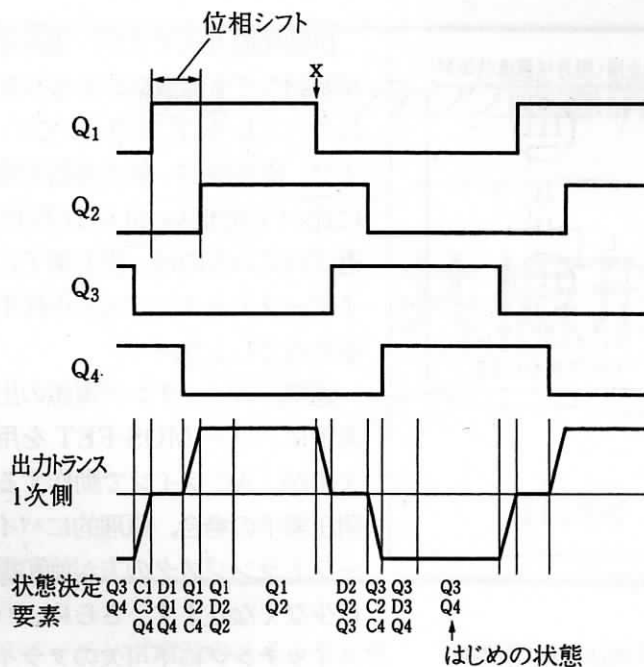 位相シフト
x
Q1
Q2
Q3
Q4
出力トランス
1次側
状態決定
要素
Q3 C1 D1 Q1 Q1 Q1 D2 Q3 Q3 Q3
Q4 C3 Q1 C2 D1 Q2 Q2 C2 D3 Q4
Q4 Q4 C4 Q2 Q3 C4 Q4
はじめの状態